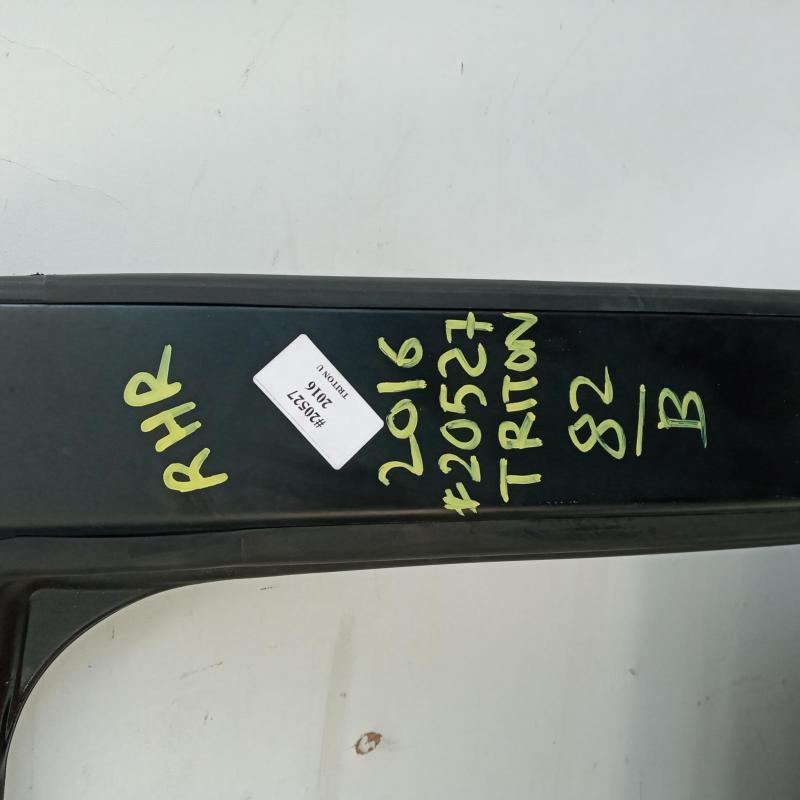 RHR
#20527
2016
TRITON U
2016
#20527
TRITON
82
/B